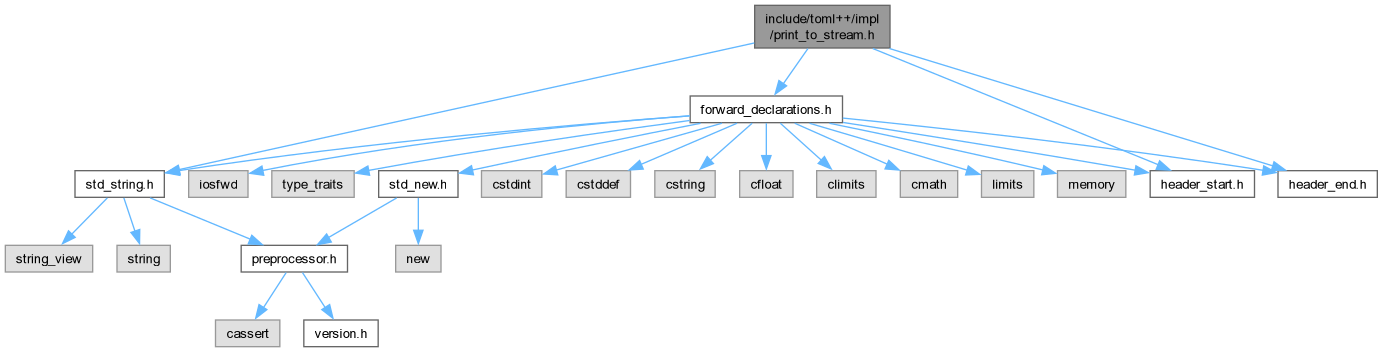 include/toml++/impl
/print_to_stream.h
forward_declarations.h
std_string.h
iosfwd
type_traits
std_new.h
cstdint
cstddef
cstring
cfloat
climits
cmath
limits
memory
header_start.h
header_end.h
string_view
string
preprocessor.h
new
cassert
version.h